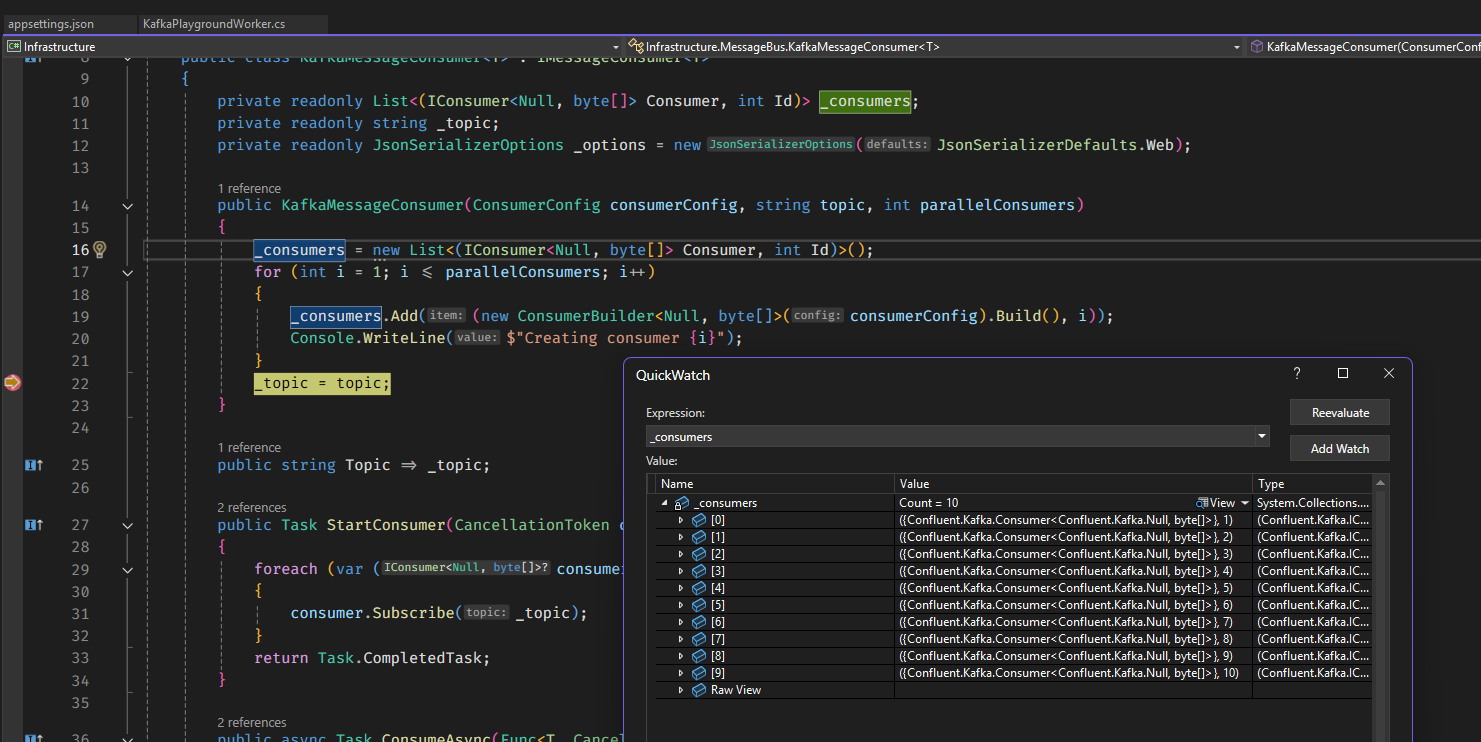 appsettings.json KafkaPlaygroundWorker.cs
C# Infrastructure Infrastructure.MessageBus.KafkaMessageConsumer<T> KafkaMessageConsumer(ConsumerConf
8 public class KafkaMessageConsumer<T> : IMessageConsumer<T>
9 {
10 private readonly List<(IConsumer<Null, byte[]> Consumer, int Id)> _consumers;
11 private readonly string _topic;
12 private readonly JsonSerializerOptions _options = new JsonSerializerOptions(defaults: JsonSerializerDefaults.Web);
13
1 reference
14 public KafkaMessageConsumer(ConsumerConfig consumerConfig, string topic, int parallelConsumers)
15 {
16 _consumers = new List<(IConsumer<Null, byte[]> Consumer, int Id)>();
17 for (int i = 1; i <= parallelConsumers; i++)
18 {
19 _consumers.Add(item: (new ConsumerBuilder<Null, byte[]>(config: consumerConfig).Build(), i));
20 Console.WriteLine(value: $"Creating consumer {i}");
21 }
22 _topic = topic;
23 }
24
1 reference
25 public string Topic => _topic;
26
2 references
27 public Task StartConsumer(CancellationToken c
28 {
29 foreach (var (IConsumer<Null, byte[]>? consumer
30 {
31 consumer.Subscribe(topic: _topic);
32 }
33 return Task.CompletedTask;
34 }
35
2 references
36 public async Task ConsumeAsync(Func<T, Cancel
QuickWatch ?
Expression:
Reevaluate
_consumers
Add Watch
Value:
Name Value Type
_consumers Count = 10 View System.Collections....
[0] ({Confluent.Kafka.Consumer<Confluent.Kafka.Null, byte[]>}, 1) (Confluent.Kafka.IC...
[1] ({Confluent.Kafka.Consumer<Confluent.Kafka.Null, byte[]>}, 2) (Confluent.Kafka.IC...
[2] ({Confluent.Kafka.Consumer<Confluent.Kafka.Null, byte[]>}, 3) (Confluent.Kafka.IC...
[3] ({Confluent.Kafka.Consumer<Confluent.Kafka.Null, byte[]>}, 4) (Confluent.Kafka.IC...
[4] ({Confluent.Kafka.Consumer<Confluent.Kafka.Null, byte[]>}, 5) (Confluent.Kafka.IC...
[5] ({Confluent.Kafka.Consumer<Confluent.Kafka.Null, byte[]>}, 6) (Confluent.Kafka.IC...
[6] ({Confluent.Kafka.Consumer<Confluent.Kafka.Null, byte[]>}, 7) (Confluent.Kafka.IC...
[7] ({Confluent.Kafka.Consumer<Confluent.Kafka.Null, byte[]>}, 8) (Confluent.Kafka.IC...
[8] ({Confluent.Kafka.Consumer<Confluent.Kafka.Null, byte[]>}, 9) (Confluent.Kafka.IC...
[9] ({Confluent.Kafka.Consumer<Confluent.Kafka.Null, byte[]>}, 10) (Confluent.Kafka.IC...
Raw View